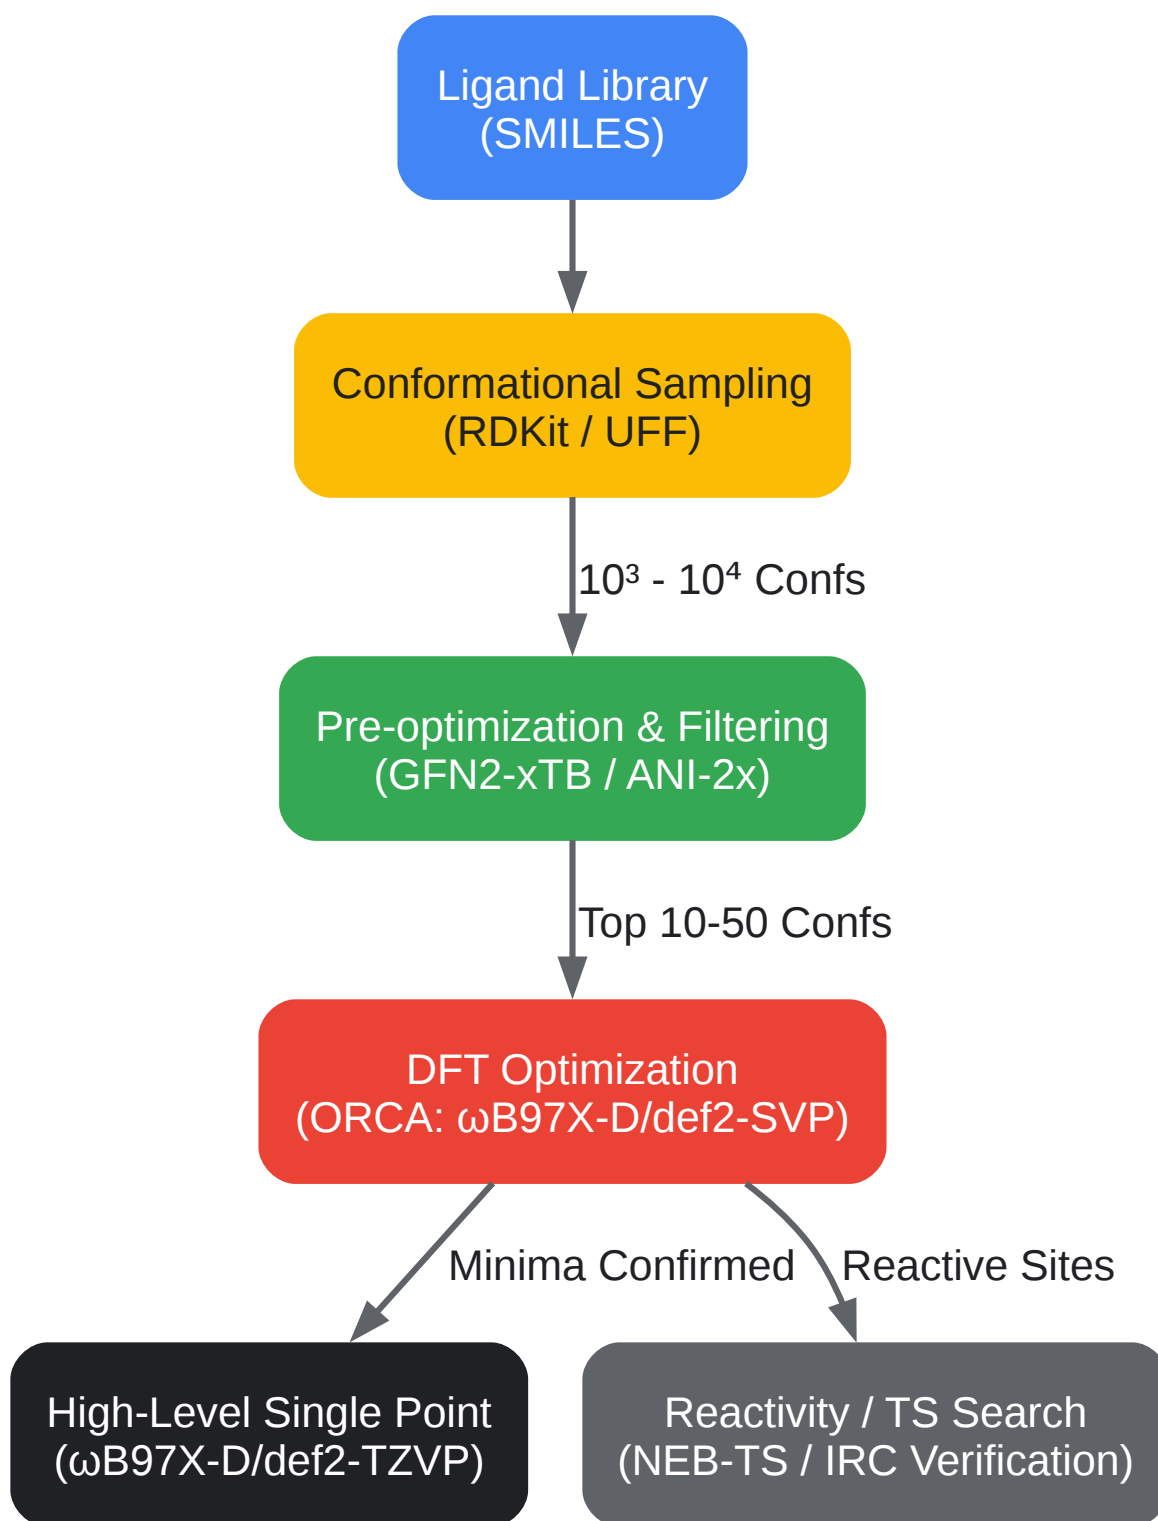 Ligand Library
(SMILES)
Conformational Sampling
(RDKit / UFF)
10³ - 10⁴ Confs
Pre-optimization & Filtering
(GFN2-xTB / ANI-2x)
Top 10-50 Confs
DFT Optimization
(ORCA: ωB97X-D/def2-SVP)
Minima Confirmed
Reactive Sites
High-Level Single Point
(ωB97X-D/def2-TZVP)
Reactivity / TS Search
(NEB-TS / IRC Verification)